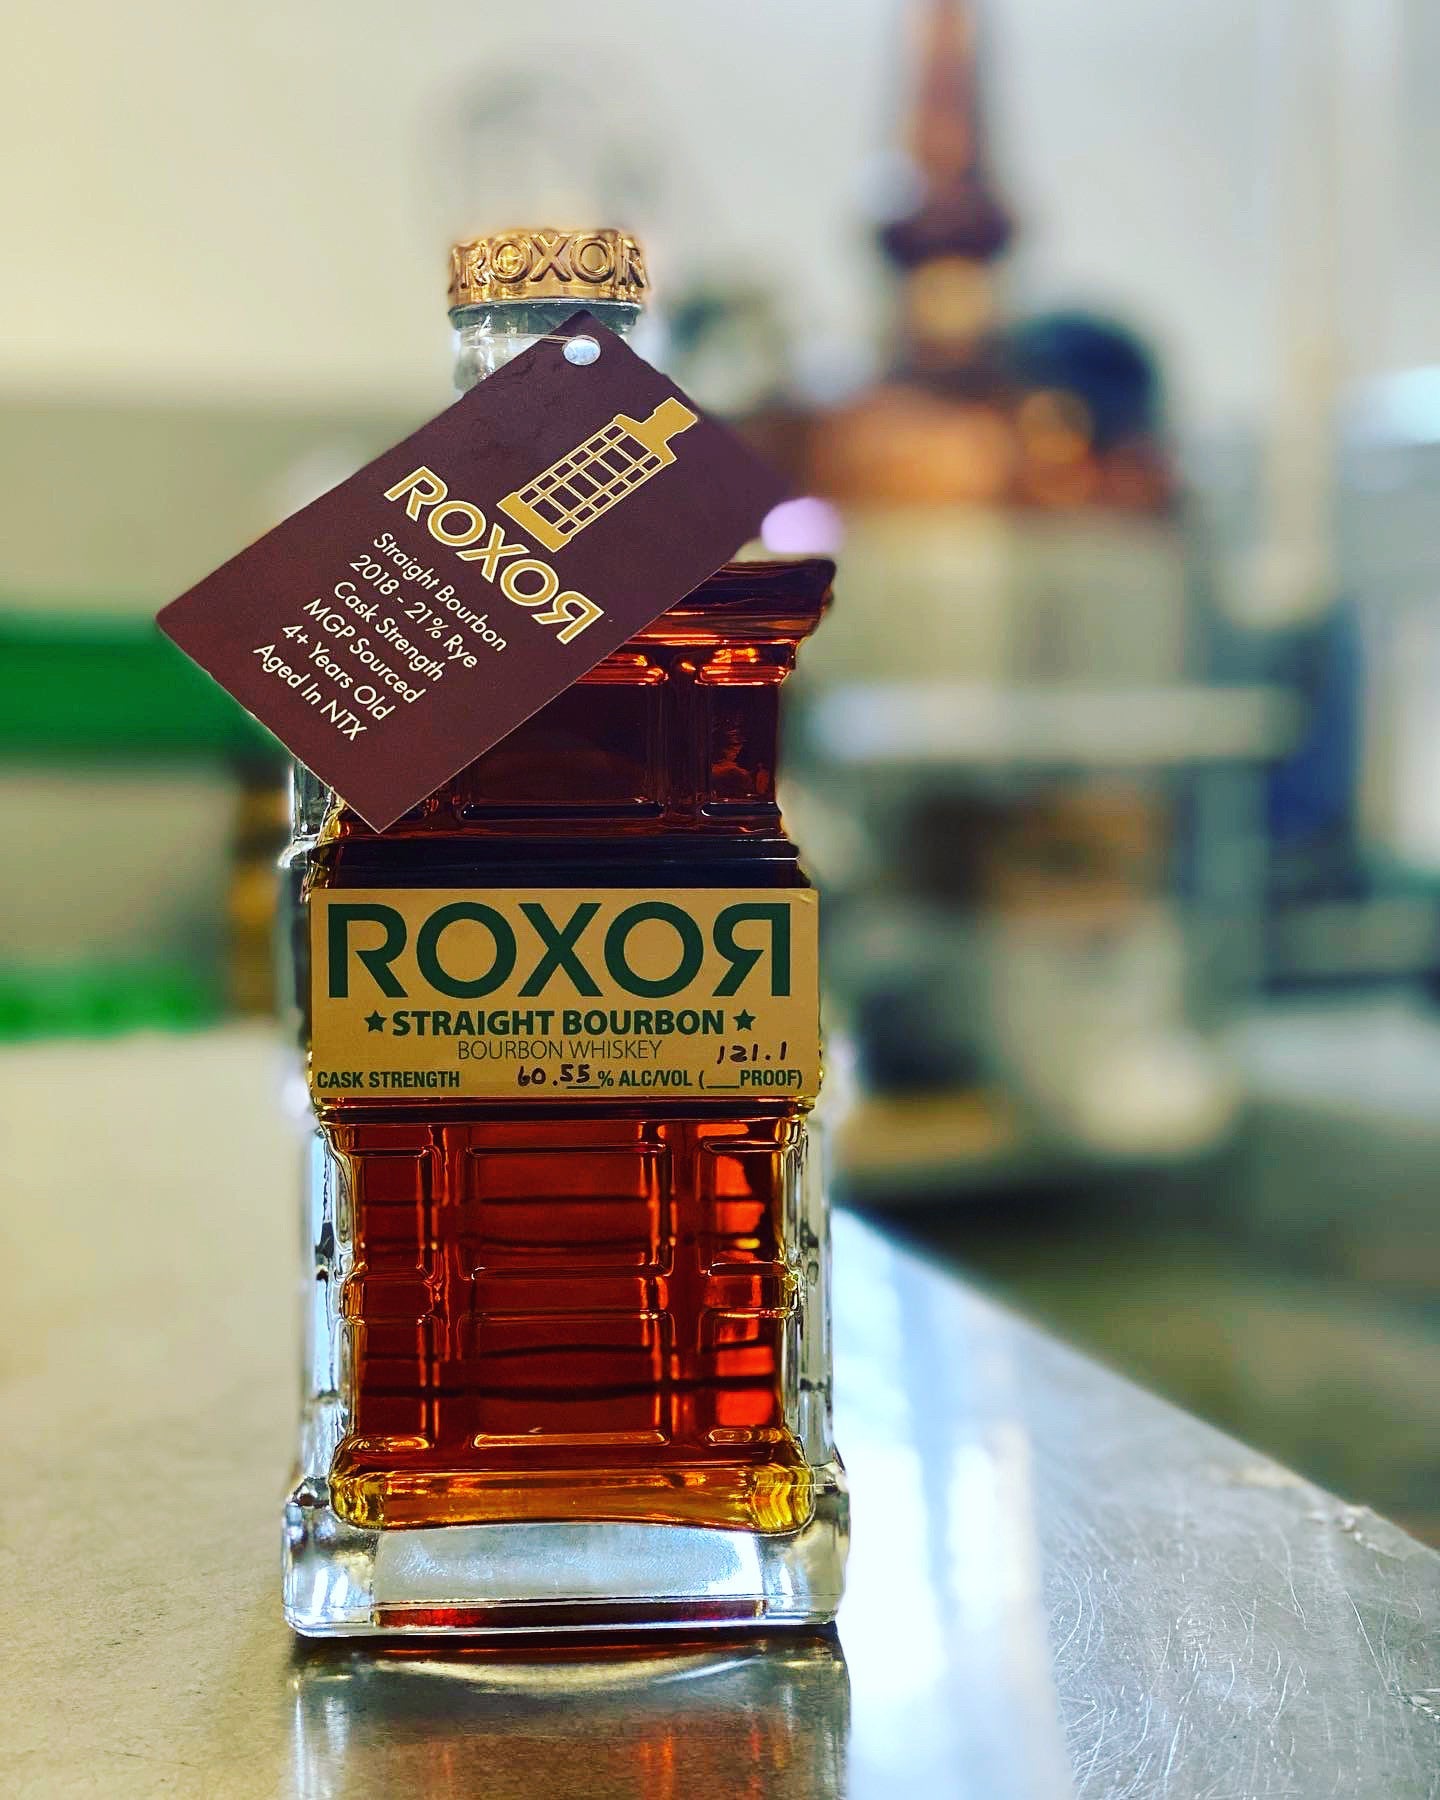 ROXOR
ROXOR
Straight Bourbon
2018 - 21% Rye
Cask Strength
MGP Sourced
4+ Years Old
Aged In NTX
ROXOR
STRAIGHT BOURBON
BOURBON WHISKEY 121.1
CASK STRENGTH 60.55% ALC/VOL (___PROOF)